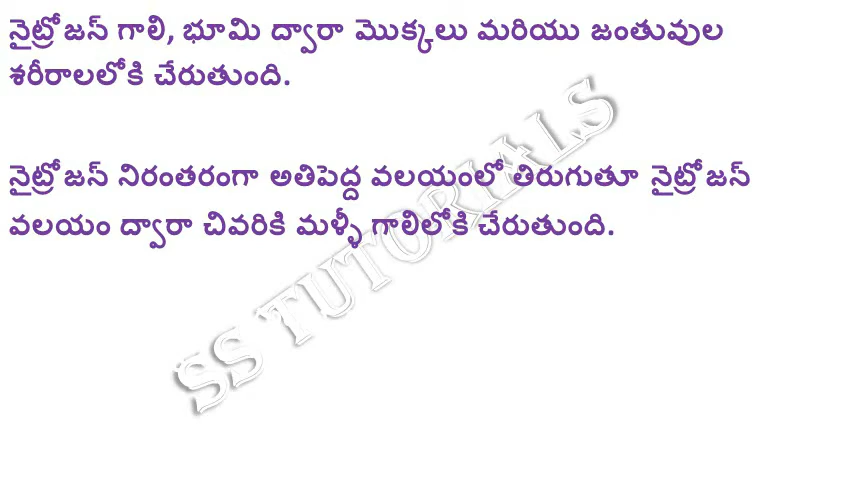 నైట్రోజన్ గాలి, భూమి ద్వారా మొక్కలు మరియు జంతువుల
శరీరాలలోకి చేరుతుంది.
నైట్రోజన్ నిరంతరంగా అతిపెద్ద వలయంలో తిరుగుతూ నైట్రోజన్
వలయం ద్వారా చివరికి మళ్ళీ గాలిలోకి చేరుతుంది.
SS TUTORIALS